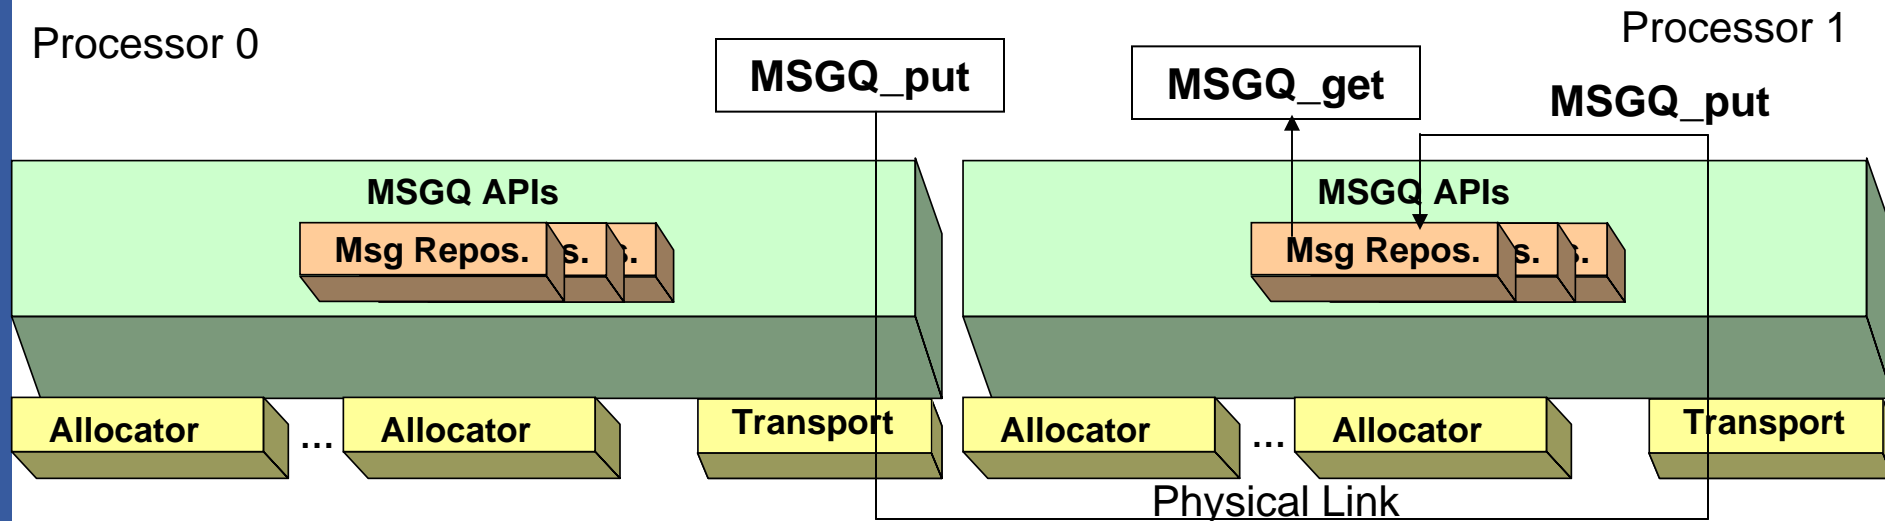 Processor 0
Processor 1
MSGQ_put
MSGQ_get
MSGQ_put
MSGQ APIs
Msg Repos. s. s.
Allocator … Allocator
Transport
MSGQ APIs
Msg Repos. s. s.
Allocator … Allocator
Transport
Physical Link